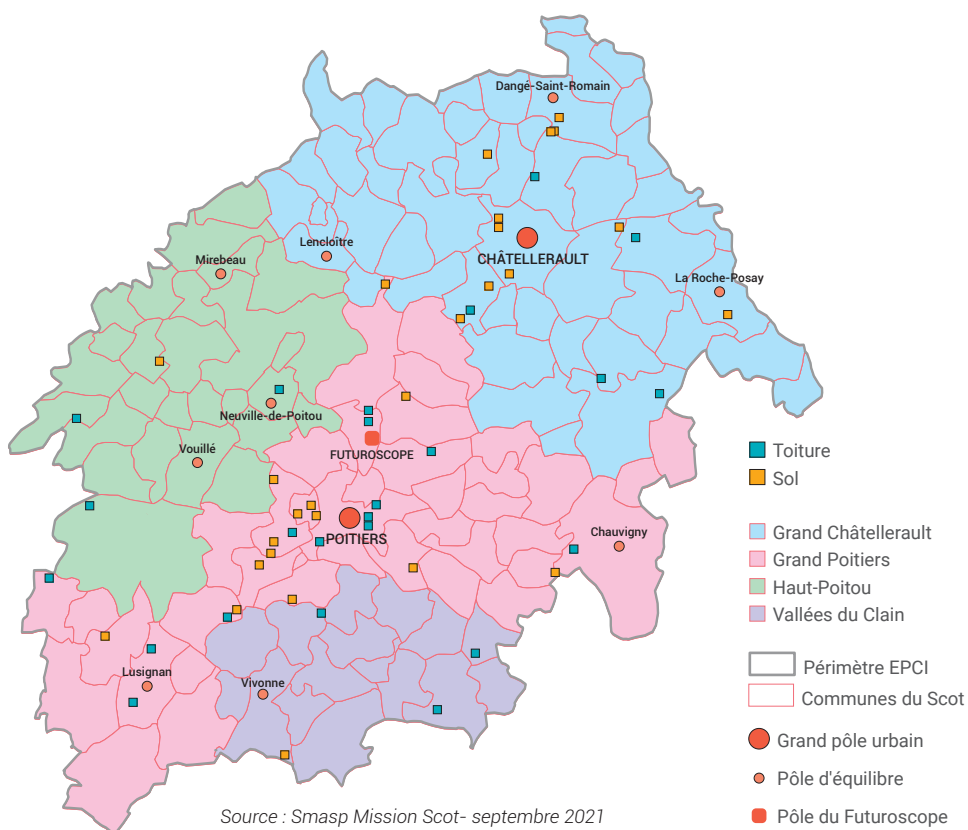 Dangé-Saint-Romain
Lencloître
CHÂTELLERAULT
Mirebeau
La Roche-Posay
Neuville-de-Poitou
Vouillé
FUTUROSCOPE
POITIERS
Chauvigny
Lusignan
Vivonne
Toiture
Sol
Grand Châtellerault
Grand Poitiers
Haut-Poitou
Vallées du Clain
Périmètre EPCI
Communes du Scot
Grand pôle urbain
Pôle d'équilibre
Pôle du Futuroscope
Source : Smasp Mission Scot- septembre 2021